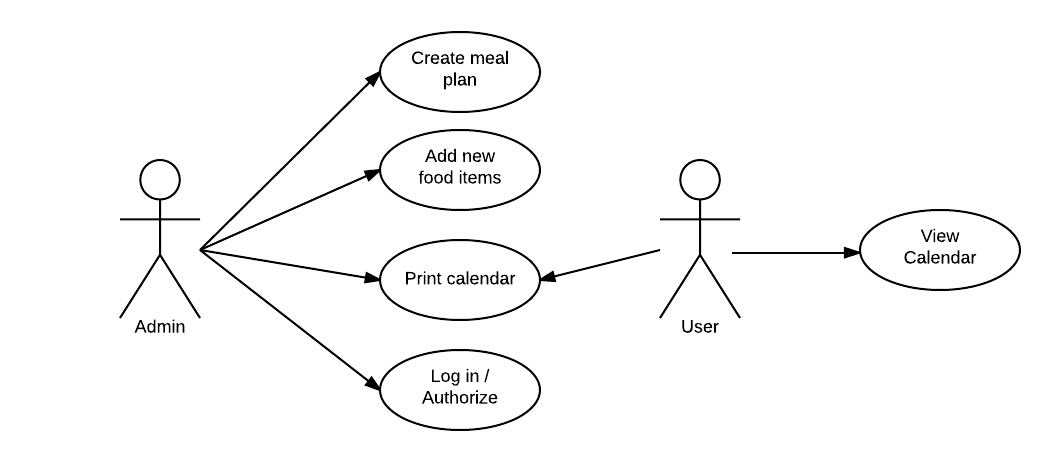 Create meal
plan
Add new
food items
View
Calendar
Print calendar
Admin
User
Log in /
Authorize